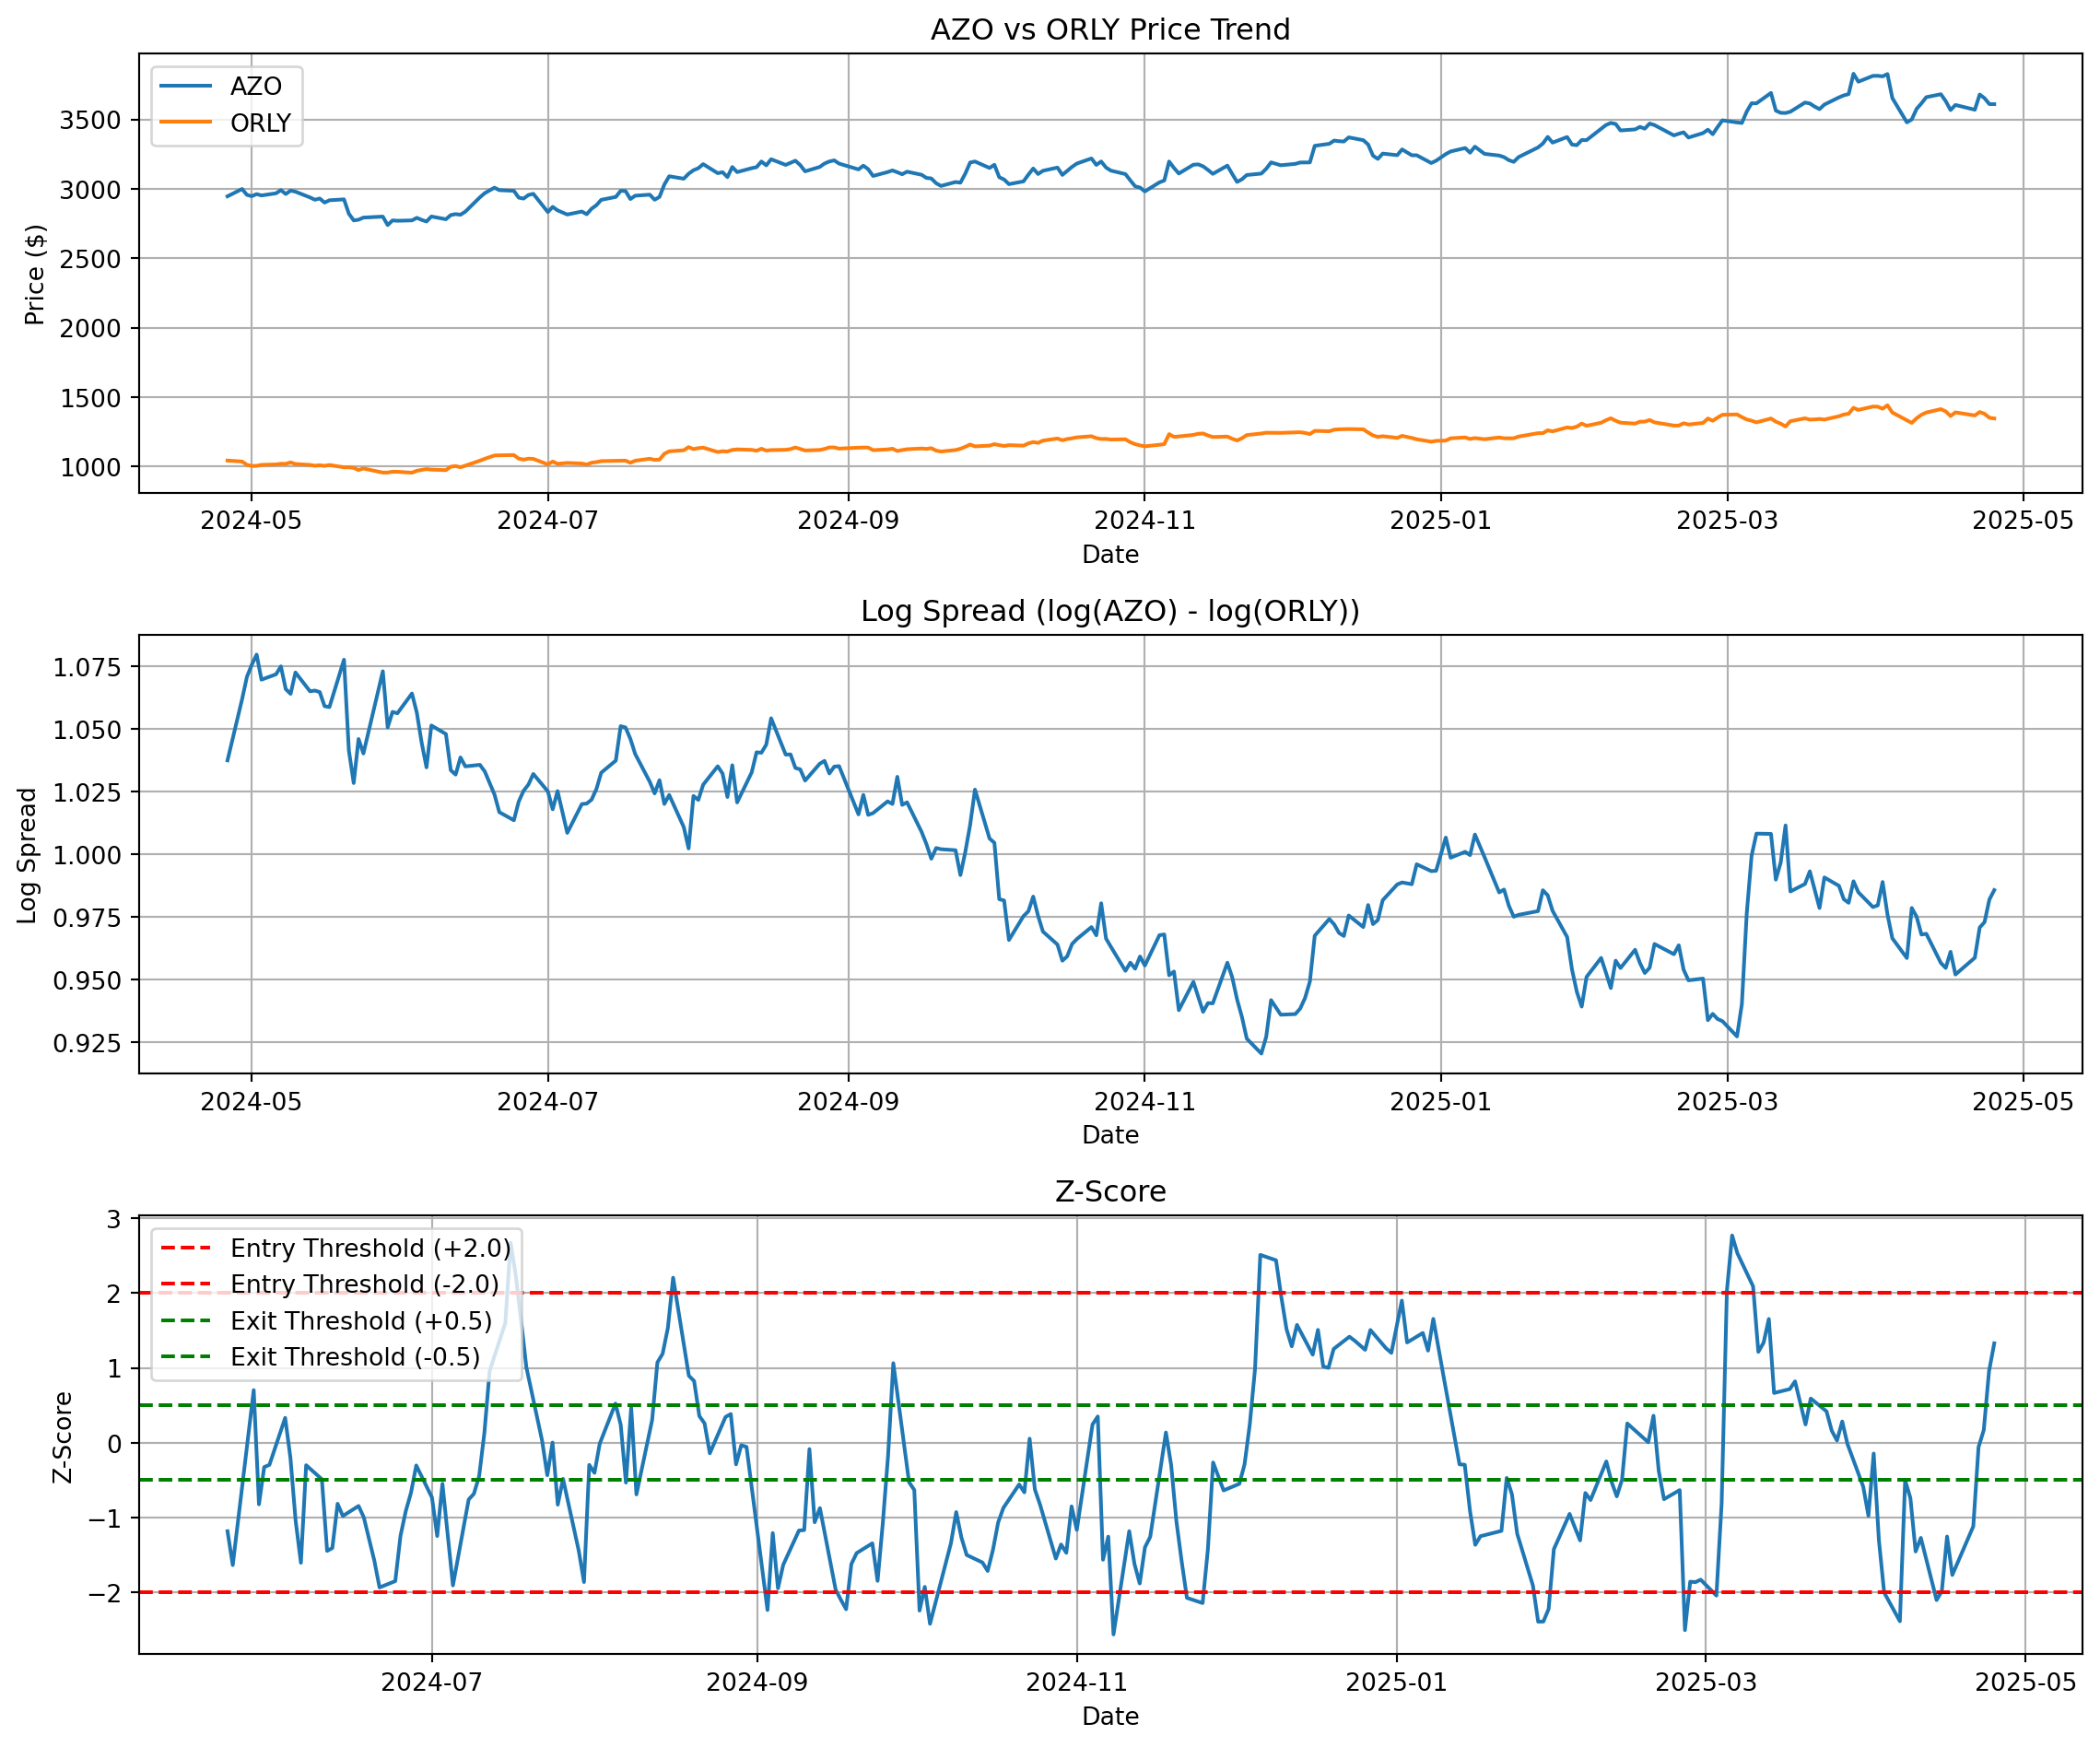 AZO vs ORLY Price Trend
AZO
ORLY
Price ($)
3500
3000
2500
2000
1500
1000
2024-05 2024-07 2024-09 2024-11 2025-01 2025-03 2025-05
Date
Log Spread (log(AZO) - log(ORLY))
Log Spread
1.075
1.050
1.025
1.000
0.975
0.950
0.925
2024-05 2024-07 2024-09 2024-11 2025-01 2025-03 2025-05
Date
Z-Score
Entry Threshold (+2.0)
Entry Threshold (-2.0)
Exit Threshold (+0.5)
Exit Threshold (-0.5)
Z-Score
3
2
1
0
−1
−2
2024-07 2024-09 2024-11 2025-01 2025-03 2025-05
Date